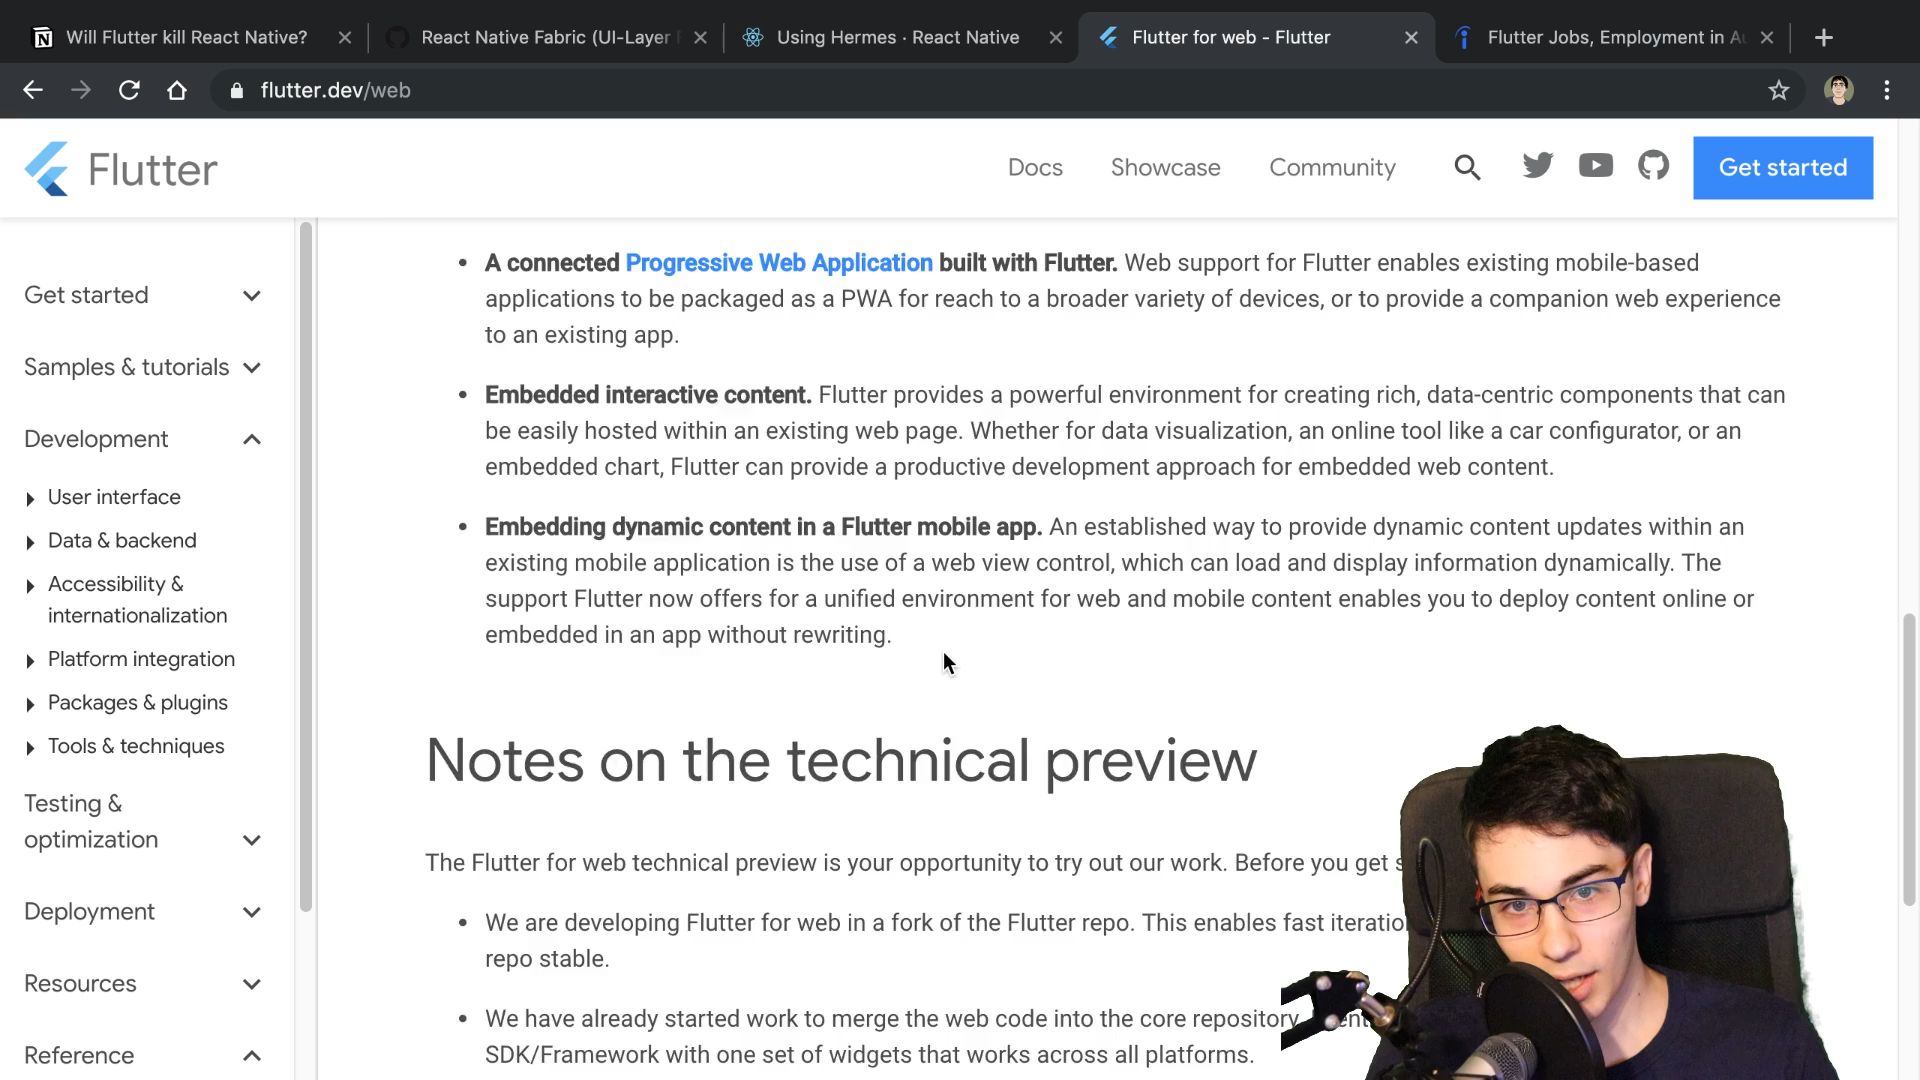 Will Flutter kill React Native?
React Native Fabric (UI-Layer
Using Hermes · React Native
Flutter for web - Flutter
Flutter Jobs, Employment in
flutter.dev/web
Flutter
Docs
Showcase
Community
Get started
Get started
Samples & tutorials
Development
User interface
Data & backend
Accessibility &
internationalization
Platform integration
Packages & plugins
Tools & techniques
Testing &
optimization
Deployment
Resources
Reference
• A connected Progressive Web Application built with Flutter. Web support for Flutter enables existing mobile-based
applications to be packaged as a PWA for reach to a broader variety of devices, or to provide a companion web experience
to an existing app.
• Embedded interactive content. Flutter provides a powerful environment for creating rich, data-centric components that can
be easily hosted within an existing web page. Whether for data visualization, an online tool like a car configurator, or an
embedded chart, Flutter can provide a productive development approach for embedded web content.
• Embedding dynamic content in a Flutter mobile app. An established way to provide dynamic content updates within an
existing mobile application is the use of a web view control, which can load and display information dynamically. The
support Flutter now offers for a unified environment for web and mobile content enables you to deploy content online or
embedded in an app without rewriting.
Notes on the technical preview
The Flutter for web technical preview is your opportunity to try out our work. Before you get
• We are developing Flutter for web in a fork of the Flutter repo. This enables fast
repo stable.
• We have already started work to merge the web code into the core repository,
SDK/Framework with one set of widgets that works across all platforms.